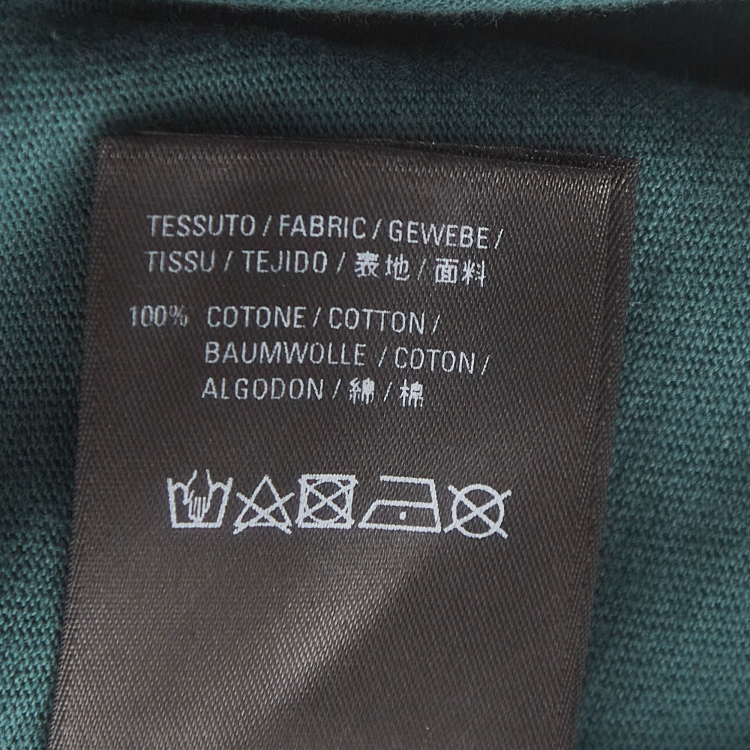 TESSUTO / FABRIC / GEWEBE /
TISSU / TEJIDO / 表地 / 面料
100% COTONE / COTTON /
BAUMWOLLE / COTON /
ALGODON / 綿 / 棉